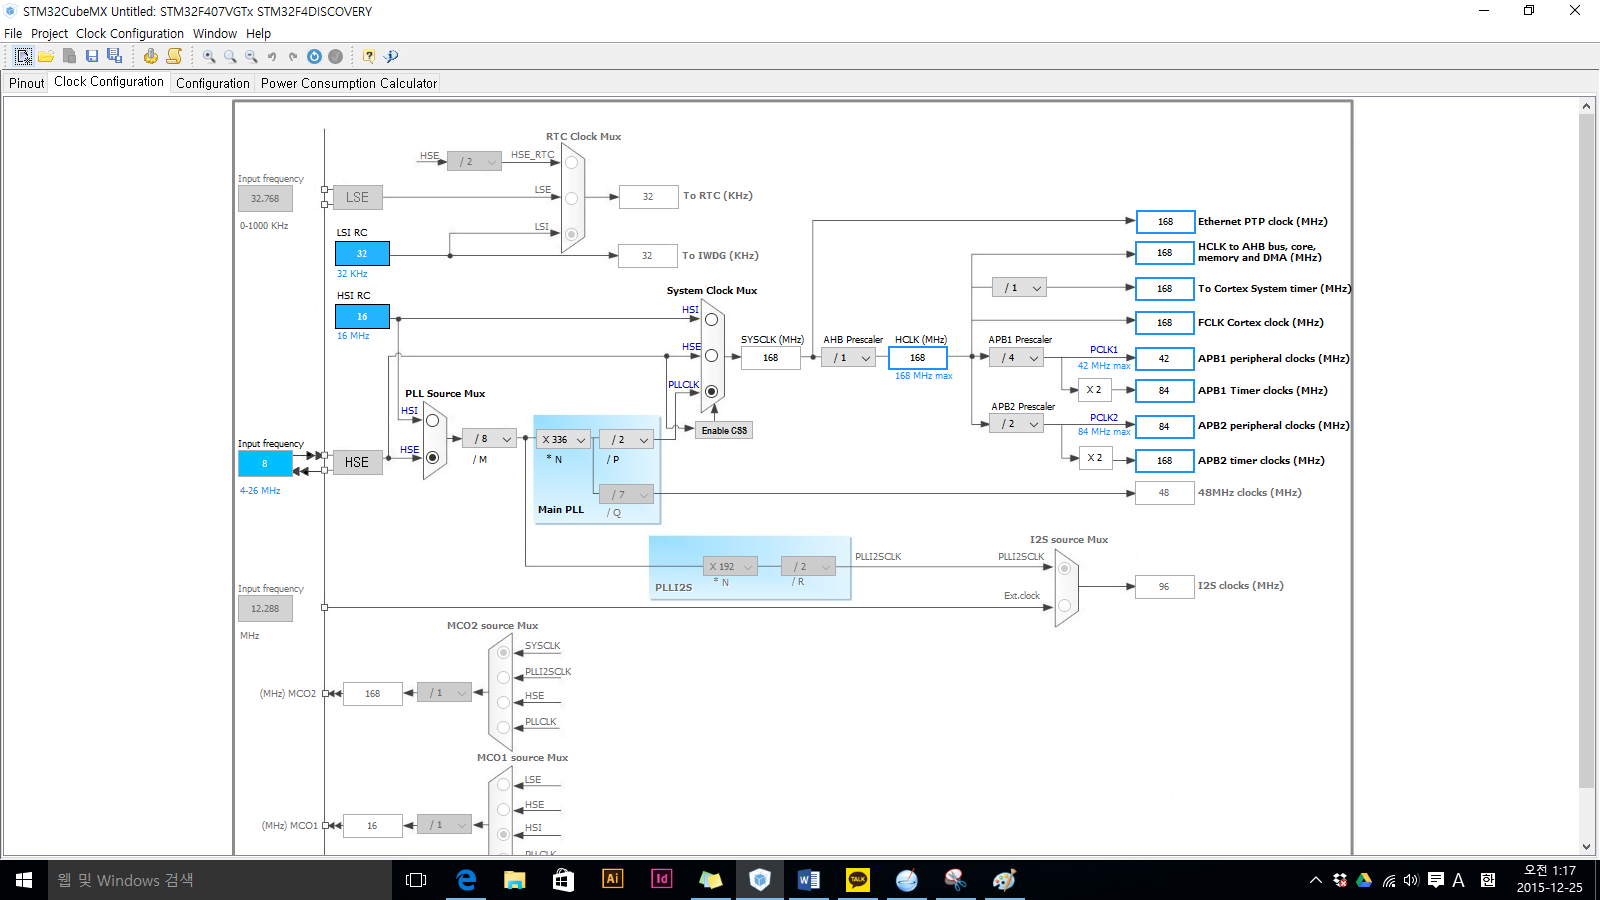 STM32CubeMX Untitled: STM32F407VGTx STM32F4DISCOVERY
File Project Clock Configuration Window Help
Pinout Clock Configuration Configuration Power Consumption Calculator
RTC Clock Mux
HSE / 2 HSE_RTC
Input frequency
32.768
LSE
LSE
32
To RTC (KHz)
0-1000 KHz
LSI RC
LSI
32
32
To IWDG (KHz)
32 KHz
HSI RC
16
16 MHz
System Clock Mux
HSI
HSE
PLLCLK
Enable CSS
SYSCLK (MHz)
168
AHB Prescaler
/ 1
HCLK (MHz)
168
168 MHz max
168 Ethernet PTP clock (MHz)
168 HCLK to AHB bus, core,
memory and DMA (MHz)
/ 1 168 To Cortex System timer (MHz)
168 FCLK Cortex clock (MHz)
APB1 Prescaler
/ 4
PCLK1
42 MHz max
42 APB1 peripheral clocks (MHz)
X 2 84 APB1 Timer clocks (MHz)
APB2 Prescaler
/ 2
PCLK2
84 MHz max
84 APB2 peripheral clocks (MHz)
X 2 168 APB2 timer clocks (MHz)
48 48MHz clocks (MHz)
PLL Source Mux
HSI
HSE
Input frequency
8
HSE
4-26 MHz
/ 8
/ M
X 336
* N
/ 2
/ P
/ 7
/ Q
Main PLL
PLLI2S
X 192
* N
/ 2
/ R
PLLI2SCLK
I2S source Mux
PLLI2SCLK
Ext.clock
96 I2S clocks (MHz)
Input frequency
12.288
MHz
MCO2 source Mux
SYSCLK
PLLI2SCLK
HSE
PLLCLK
(MHz) MCO2 168 / 1
MCO1 source Mux
LSE
HSE
HSI
PLLCLK
(MHz) MCO1 16 / 1
웹 및 Windows 검색
Ai
Id
TALK
A
한
오전 1:17
2015-12-25